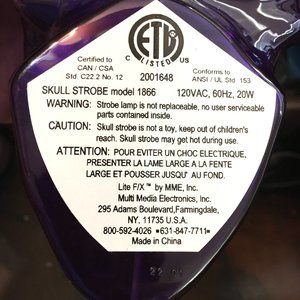 ETL
C LISTED US
Certified to
CAN / CSA
Std. C22.2 No. 12
2001648
Conforms to
ANSI / UL Std 153
SKULL STROBE model 1866 120VAC, 60Hz, 20W
WARNING: Strobe lamp is not replaceable, no user serviceable
parts contained inside.
CAUTION: Skull strobe is not a toy, keep out of children's
reach. Skull strobe may get hot during use.
ATTENTION: POUR EVITER UN CHOC ELECTRIQUE,
PRESENTER LA LAME LARGE A LA FENTE
LARGE ET POUSSER JUSQU' AU FOND.
Lite F/X ™ by MME, Inc.
Multi Media Electronics, Inc.
295 Adams Boulevard,Farmingdale,
NY, 11735 U.S.A.
800-592-4026 •631-847-7711•
Made in China